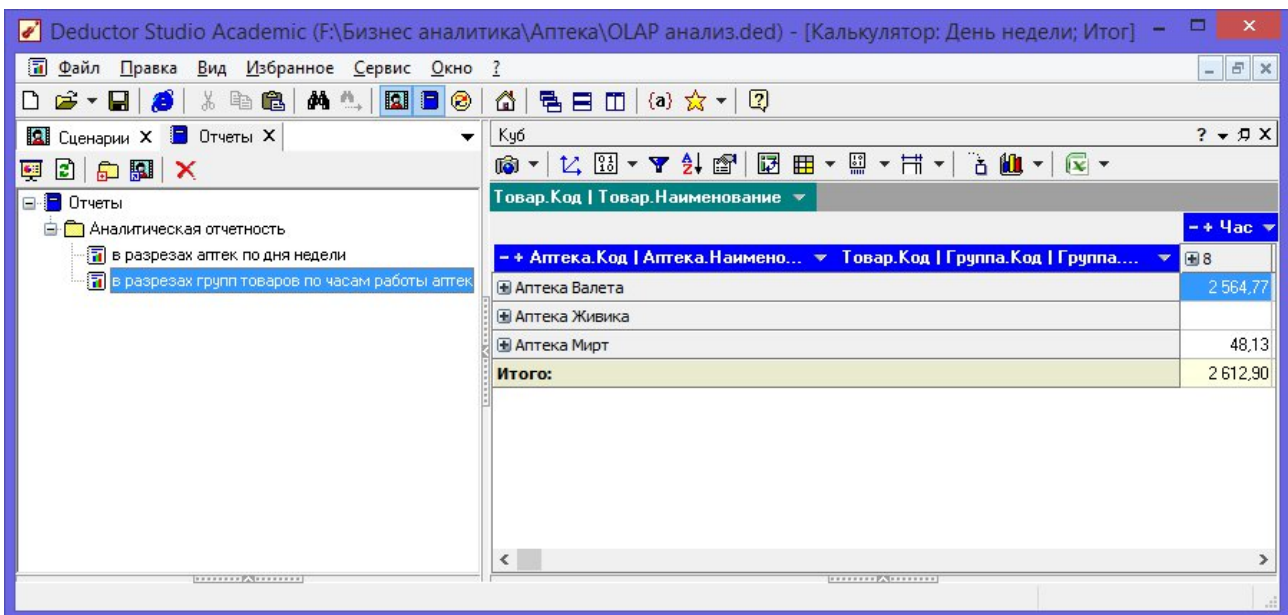 Deductor Studio Academic (F:\Бизнес аналитика\Аптека\OLAP анализ.ded) - [Калькулятор: День недели; Итог]
Файл Правка Вид Избранное Сервис Окно ?
Сценарии X Отчеты X
Куб
Товар.Код | Товар.Наименование
Отчеты
Аналитическая отчетность
в разрезах аптек по дня недели
в разрезах групп товаров по часам работы аптек
- + Час
- + Аптека.Код | Аптека.Наимено... Товар.Код | Группа.Код | Группа....
8
Аптека Валета 2 564,77
Аптека Живика
Аптека Мирт 48,13
Итого: 2 612,90